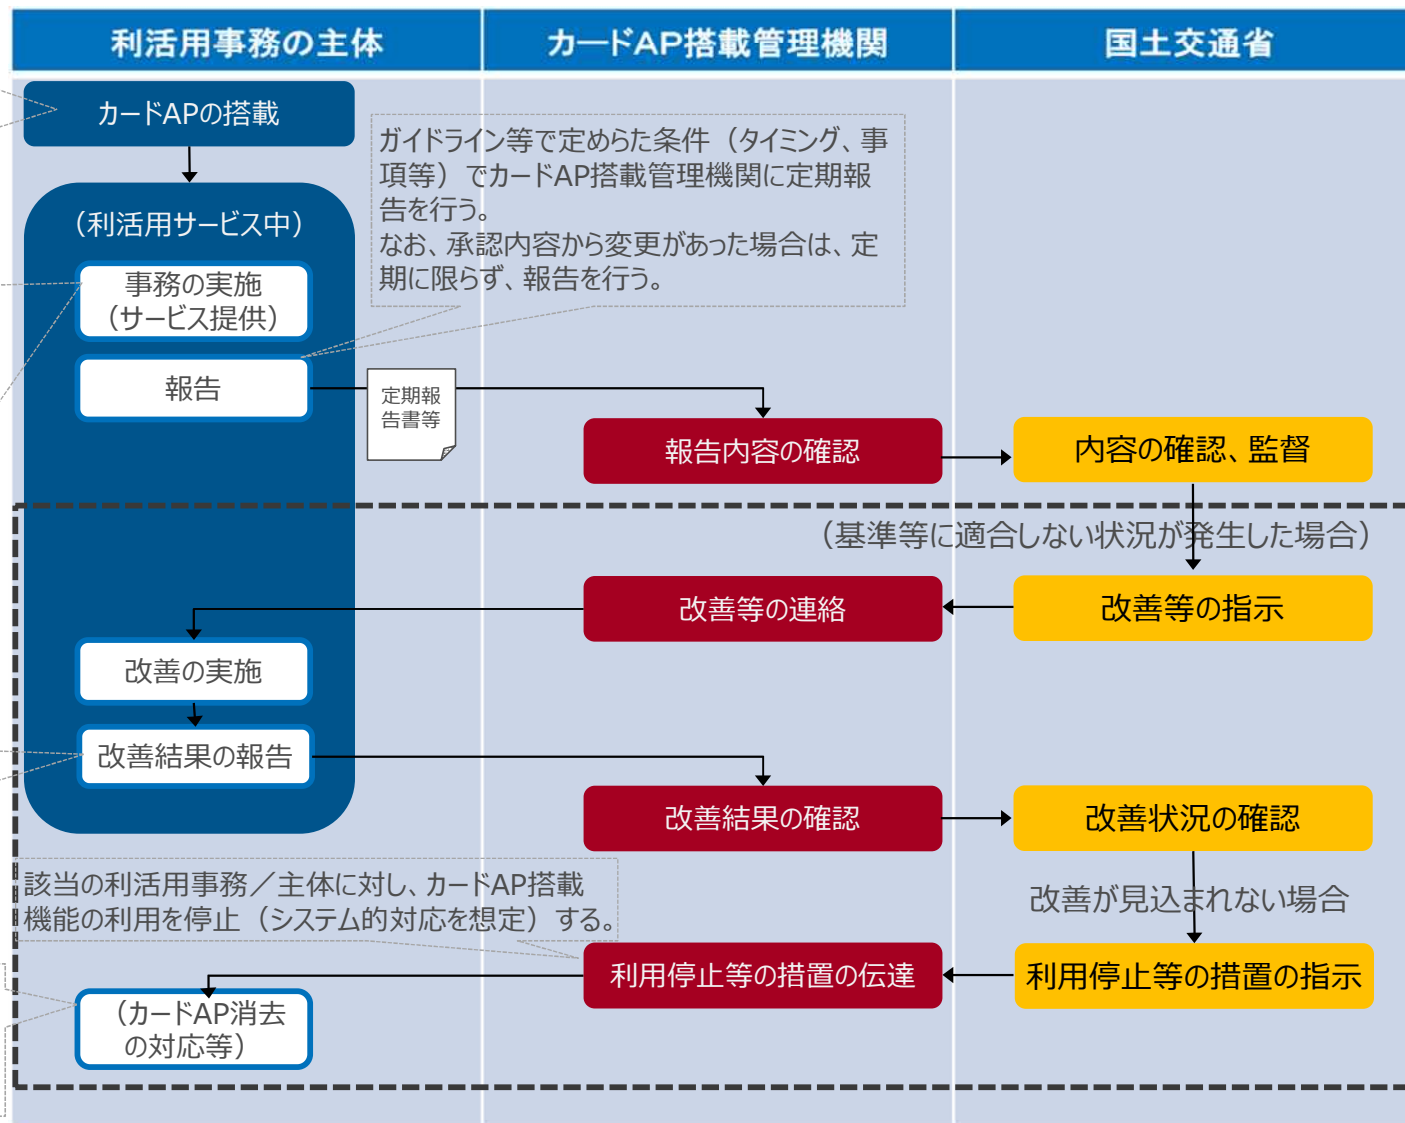 利活用事務の主体
カードAP搭載管理機関
国土交通省
カードAPの搭載
ガイドライン等で定めらた条件（タイミング、事
項等）でカードAP搭載管理機関に定期報
告を行う。
なお、承認内容から変更があった場合は、定
期に限らず、報告を行う。
（利活用サービス中）
事務の実施
（サービス提供）
報告
定期報
告書等
報告内容の確認
内容の確認、監督
（基準等に適合しない状況が発生した場合）
改善等の指示
改善等の連絡
改善の実施
改善結果の報告
改善結果の確認
改善状況の確認
改善が見込まれない場合
該当の利活用事務／主体に対し、カードAP搭載
機能の利用を停止（システム的対応を想定）する。
利用停止等の措置の指示
利用停止等の措置の伝達
（カードAP消去
の対応等）